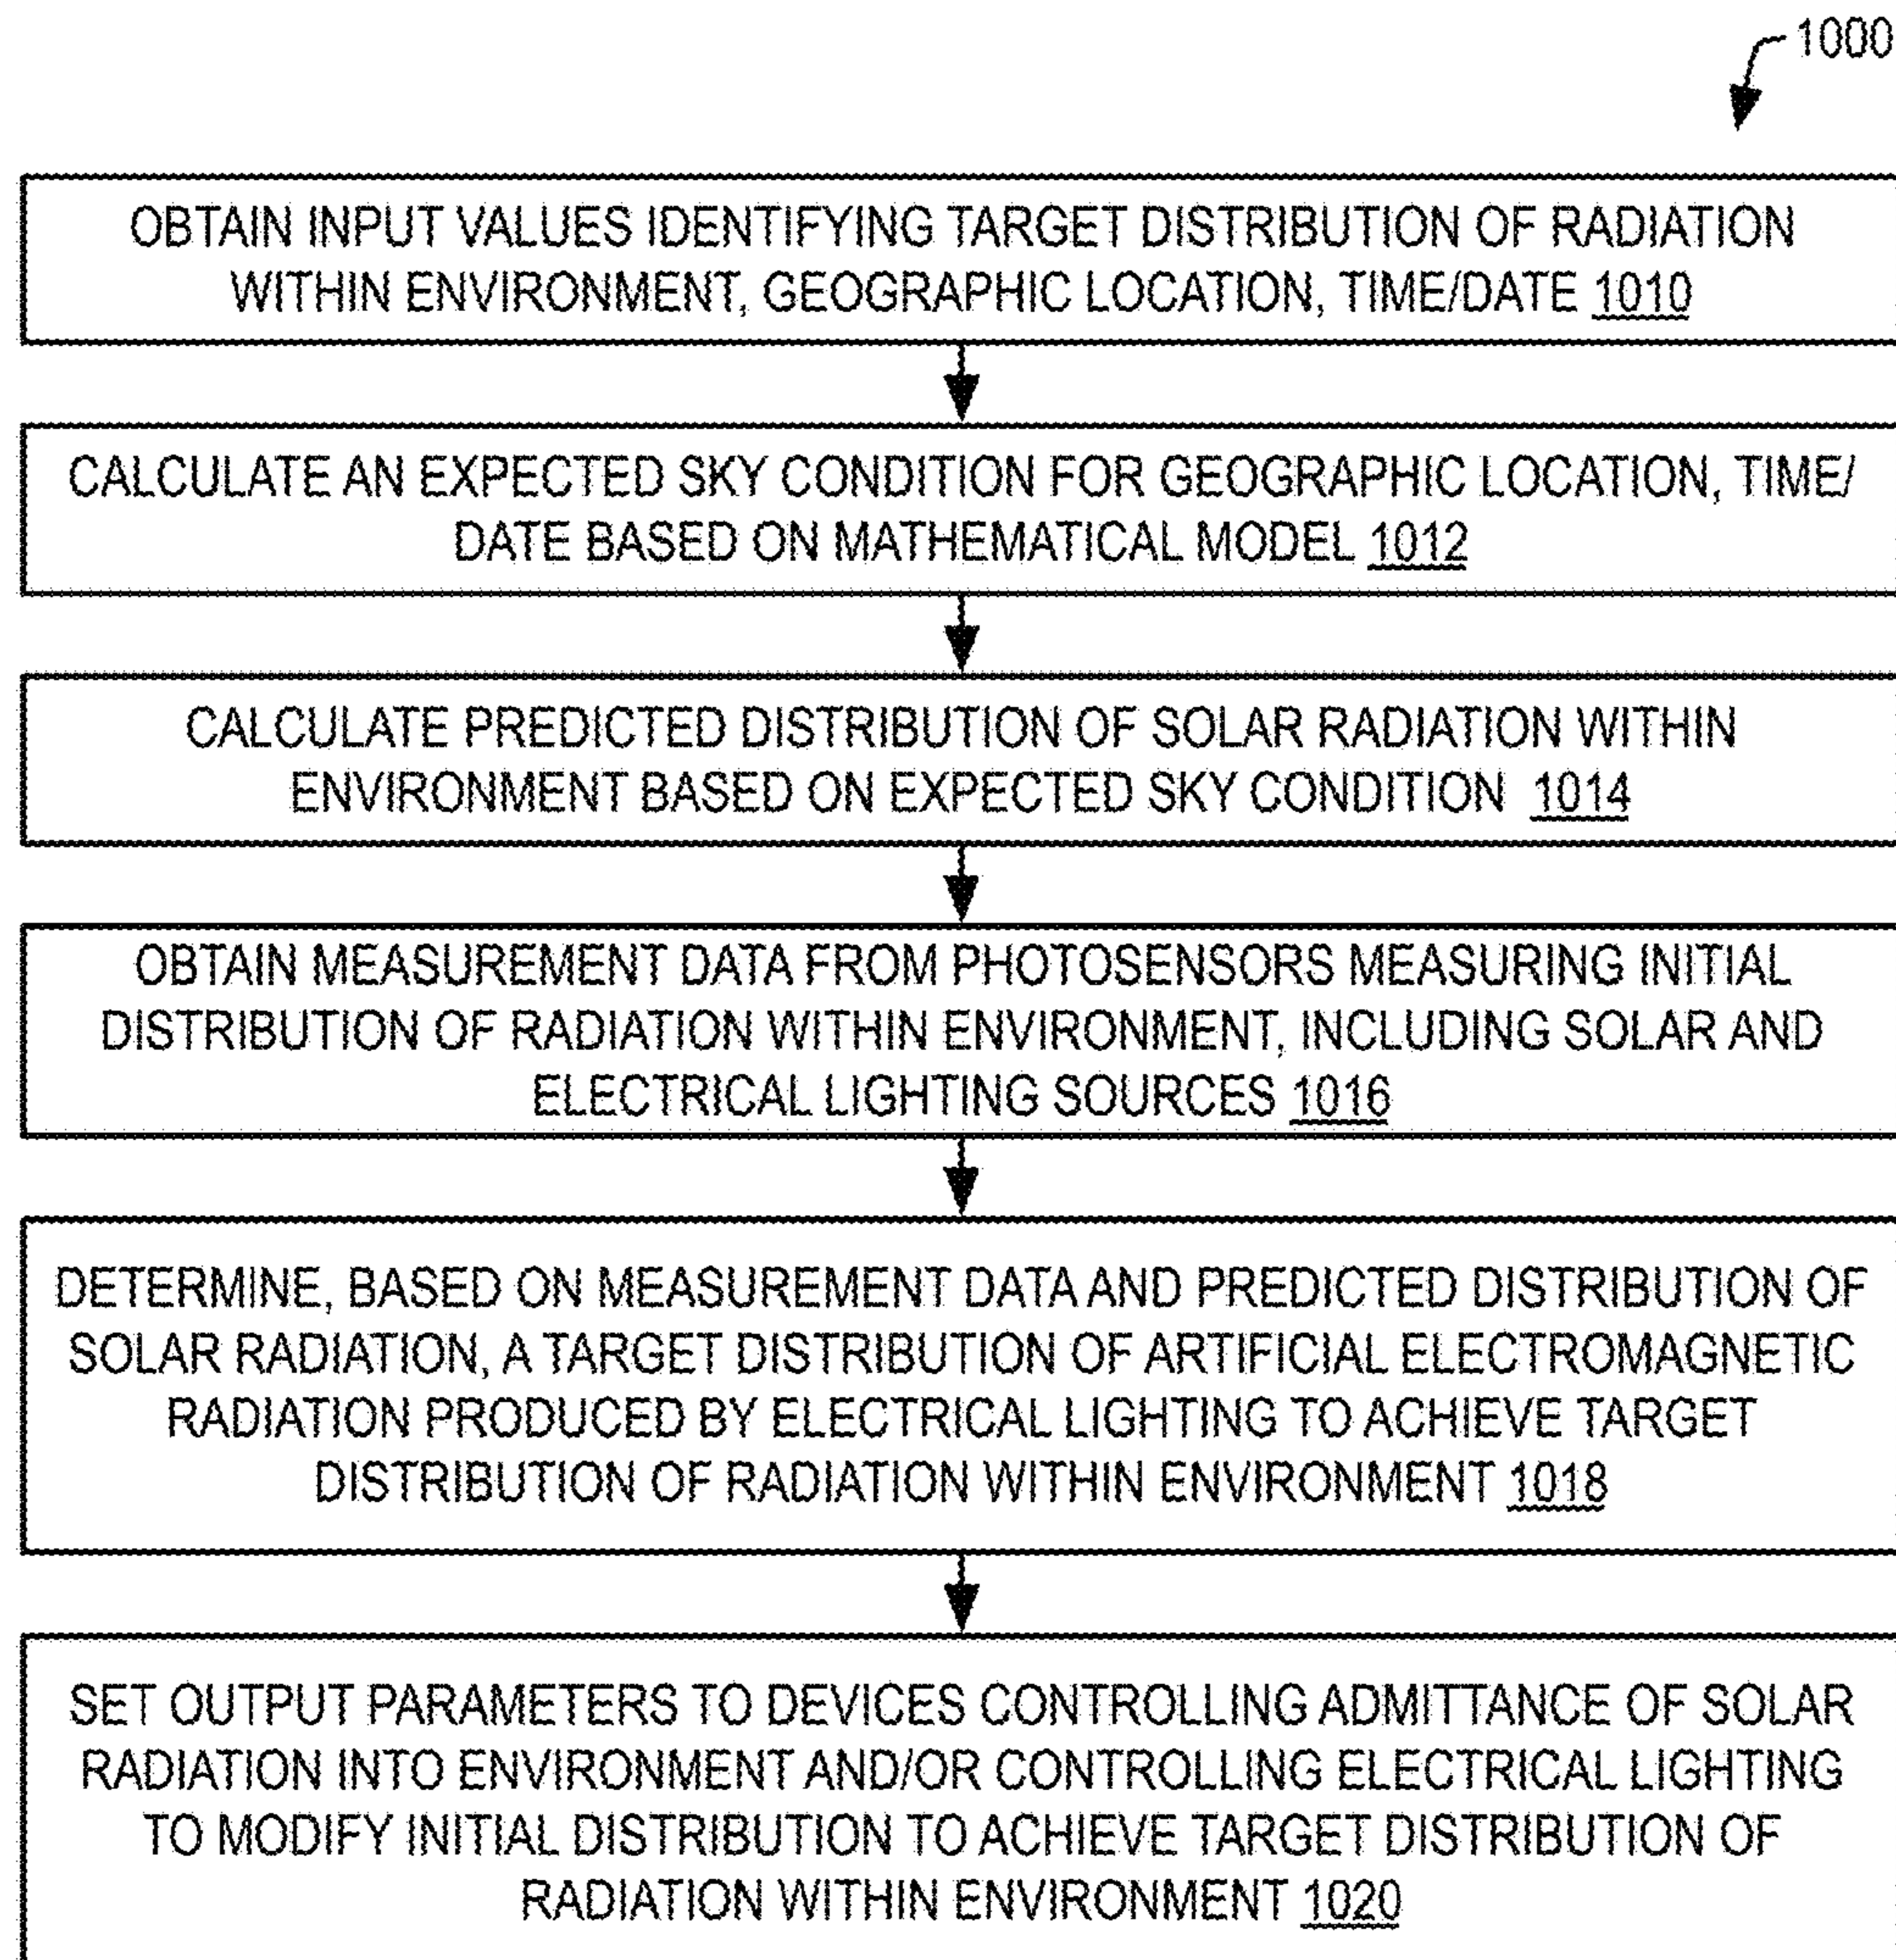 1000
OBTAIN INPUT VALUES IDENTIFYING TARGET DISTRIBUTION OF RADIATION
WITHIN ENVIRONMENT, GEOGRAPHIC LOCATION, TIME/DATE 1010
CALCULATE AN EXPECTED SKY CONDITION FOR GEOGRAPHIC LOCATION, TIME/
DATE BASED ON MATHEMATICAL MODEL 1012
CALCULATE PREDICTED DISTRIBUTION OF SOLAR RADIATION WITHIN
ENVIRONMENT BASED ON EXPECTED SKY CONDITION 1014
OBTAIN MEASUREMENT DATA FROM PHOTOSENSORS MEASURING INITIAL
DISTRIBUTION OF RADIATION WITHIN ENVIRONMENT, INCLUDING SOLAR AND
ELECTRICAL LIGHTING SOURCES 1016
DETERMINE, BASED ON MEASUREMENT DATA AND PREDICTED DISTRIBUTION OF
SOLAR RADIATION, A TARGET DISTRIBUTION OF ARTIFICIAL ELECTROMAGNETIC
RADIATION PRODUCED BY ELECTRICAL LIGHTING TO ACHIEVE TARGET
DISTRIBUTION OF RADIATION WITHIN ENVIRONMENT 1018
SET OUTPUT PARAMETERS TO DEVICES CONTROLLING ADMITTANCE OF SOLAR
RADIATION INTO ENVIRONMENT AND/OR CONTROLLING ELECTRICAL LIGHTING
TO MODIFY INITIAL DISTRIBUTION TO ACHIEVE TARGET DISTRIBUTION OF
RADIATION WITHIN ENVIRONMENT 1020